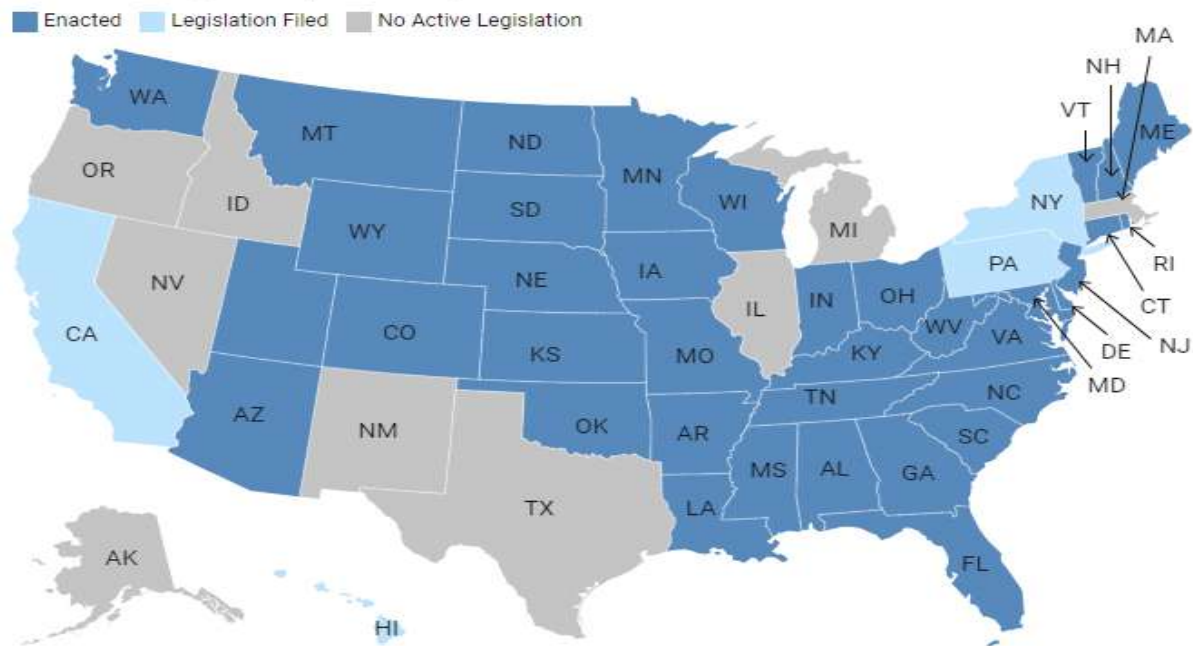 Enacted Legislation Filed No Active Legislation
MA
NH
VT
WA
ME
MT
ND
MN
OR
WI
NY
ID
SD
MI
WY
RI
PA
IA
NE
NV
IN
OH
IL
CT
CA
CO
WV
VA
NJ
KS
MO
KY
DE
MD
NC
TN
AZ
OK
NM
AR
SC
MS
AL
GA
TX
LA
AK
FL
HI